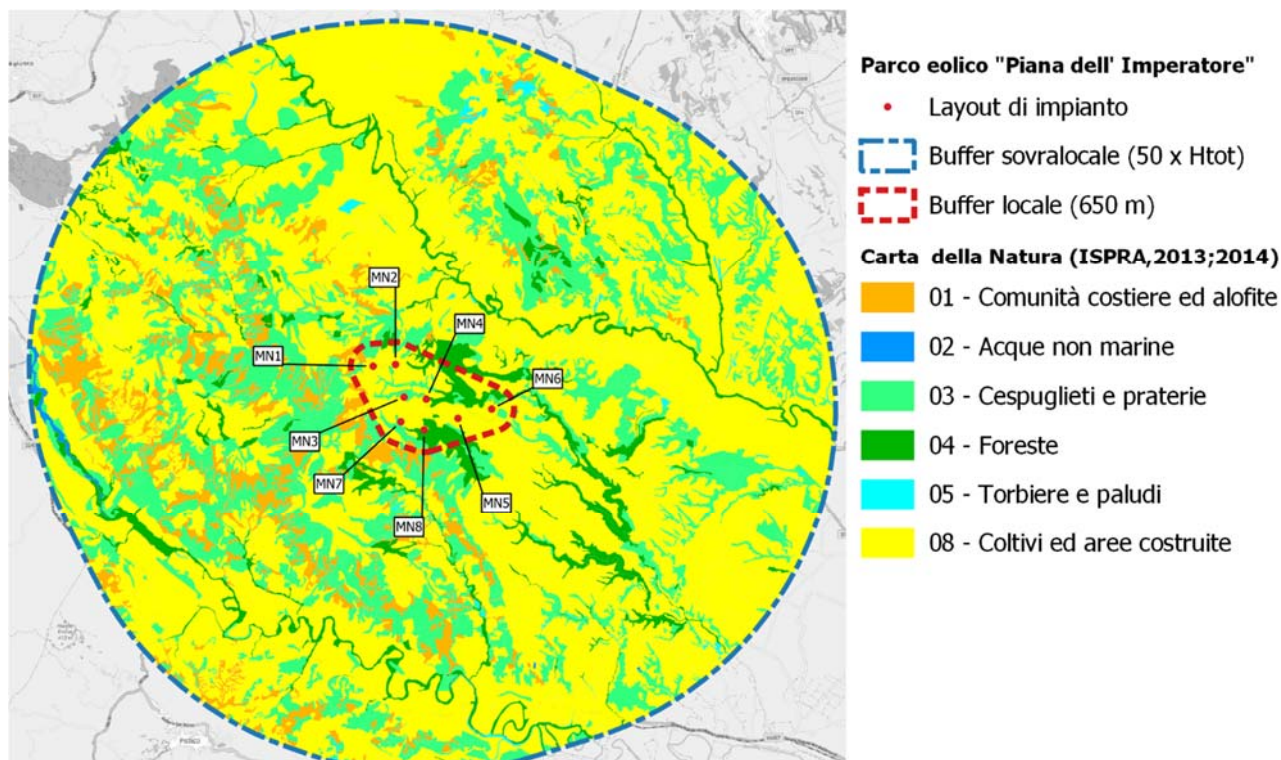 Parco eolico "Piana dell' Imperatore"
Layout di impianto
Buffer sovralocale (50 x Htot)
Buffer locale (650 m)
Carta della Natura (ISPRA,2013;2014)
01 - Comunità costiere ed alofite
02 - Acque non marine
03 - Cespuglieti e praterie
04 - Foreste
05 - Torbiere e paludi
08 - Coltivi ed aree costruite
MN2
MN4
MN1
MN6
MN3
MN7
MN5
MN8